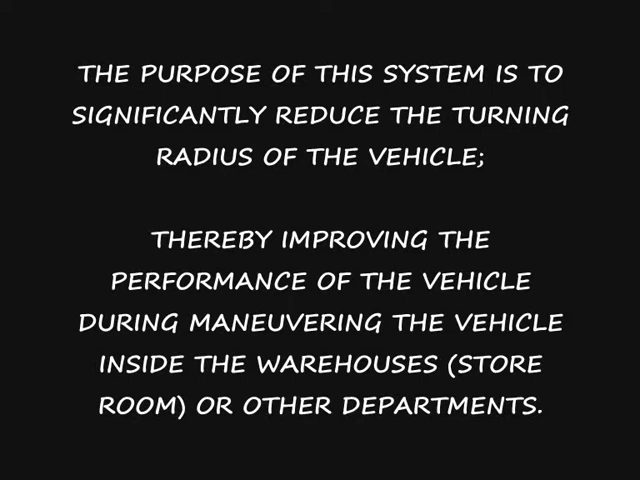 THE PURPOSE OF THIS SYSTEM IS TO
SIGNIFICANTLY REDUCE THE TURNING
RADIUS OF THE VEHICLE;
THEREBY IMPROVING THE
PERFORMANCE OF THE VEHICLE
DURING MANEUVERING THE VEHICLE
INSIDE THE WAREHOUSES (STORE
ROOM) OR OTHER DEPARTMENTS.